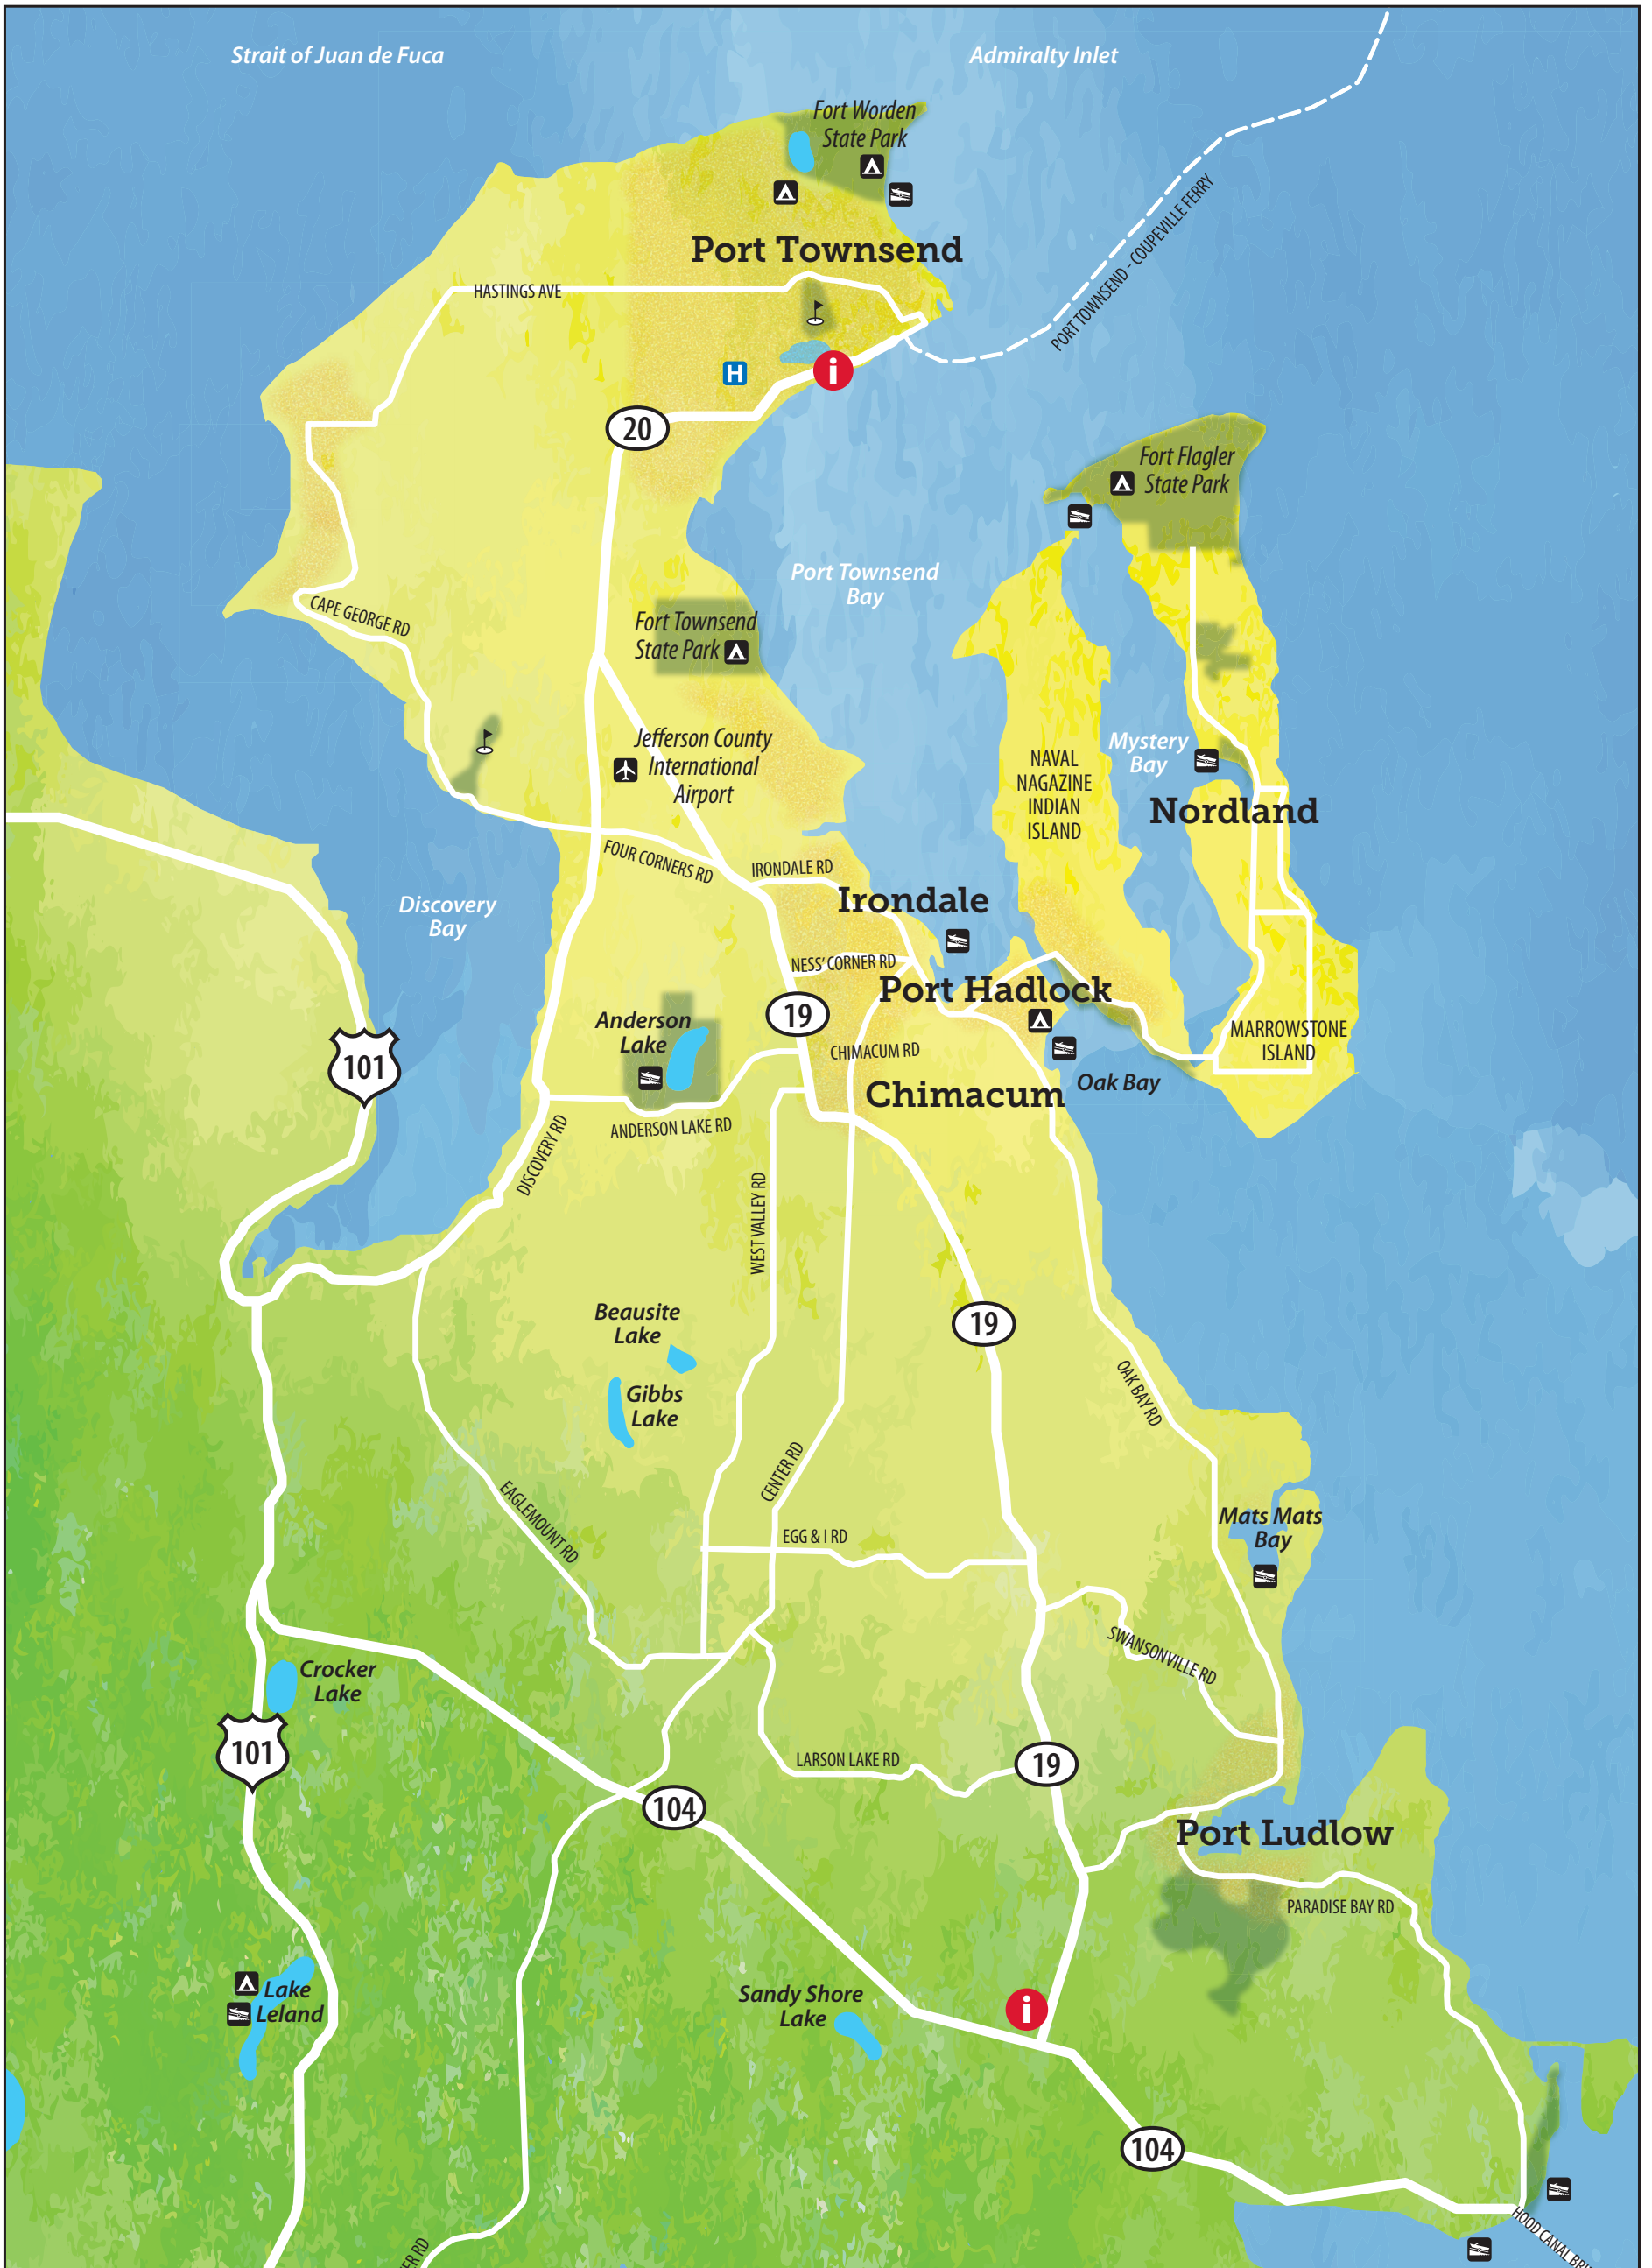 Strait of Juan de Fuca
Admiralty Inlet
Fort Worden
State Park
Port Townsend
PORT TOWNSEND - COUPEVILLE FERRY
HASTINGS AVE
H
i
20
Fort Flagler
State Park
Port Townsend
Bay
CAPE GEORGE RD
Fort Townsend
State Park
Jefferson County
International
Airport
NAVAL
NAGAZINE
INDIAN
ISLAND
Mystery
Bay
Nordland
FOUR CORNERS RD
IRONDALE RD
Irondale
Discovery
Bay
NESS' CORNER RD
Port Hadlock
19
Anderson
Lake
101
CHIMACUM RD
MARROWSTONE
ISLAND
Oak Bay
Chimacum
ANDERSON LAKE RD
DISCOVERY RD
WEST VALLEY RD
Beausite
Lake
19
Gibbs
Lake
OAK BAY RD
CENTER RD
EAGLEMOUNT RD
EGG & I RD
Mats Mats
Bay
SWANSONVILLE RD
Crocker
Lake
101
LARSON LAKE RD
19
104
Port Ludlow
PARADISE BAY RD
Lake
Leland
Sandy Shore
Lake
i
104
HOOD CANAL BRI
ER RD